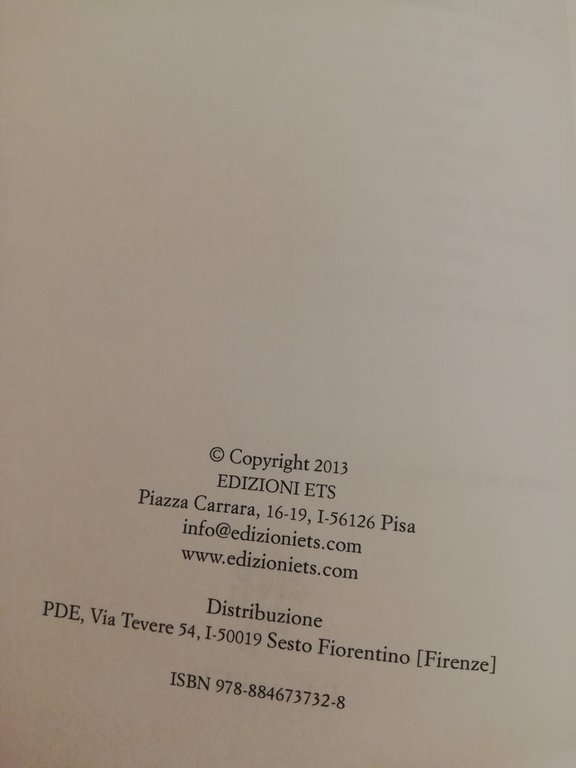 © Copyright 2013
EDIZIONI ETS
Piazza Carrara, 16-19, I-56126 Pisa
info@edizioniets.com
www.edizioniets.com
Distribuzione
PDE, Via Tevere 54, I-50019 Sesto Fiorentino [Firenze]
ISBN 978-884673732-8